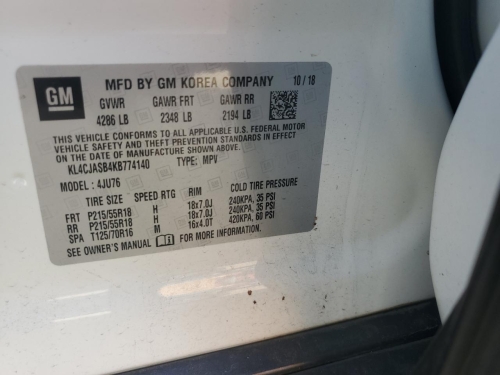 GM MFD BY GM KOREA COMPANY 10 / 18
GVWR GAWR FRT GAWR RR
4286 LB 2348 LB 2194 LB
THIS VEHICLE CONFORMS TO ALL APPLICABLE U.S. FEDERAL MOTOR
VEHICLE SAFETY, BUMPER, AND THEFT PREVENTION STANDARDS IN
EFFECT ON THE DATE OF MANUFACTURE SHOWN ABOVE.
KL4CJASB4KB774140 TYPE: MPV
MODEL : 4JU76
TIRE SIZE SPEED RTG RIM COLD TIRE PRESSURE
FRT P215/55R18 H 18x7.0J 240KPA, 35 PSI
RR P215/55R18 H 18x7.0J 240KPA, 35 PSI
SPA T125/70R16 M 16x4.0T 420KPA, 60 PSI
SEE OWNER'S MANUAL FOR MORE INFORMATION.